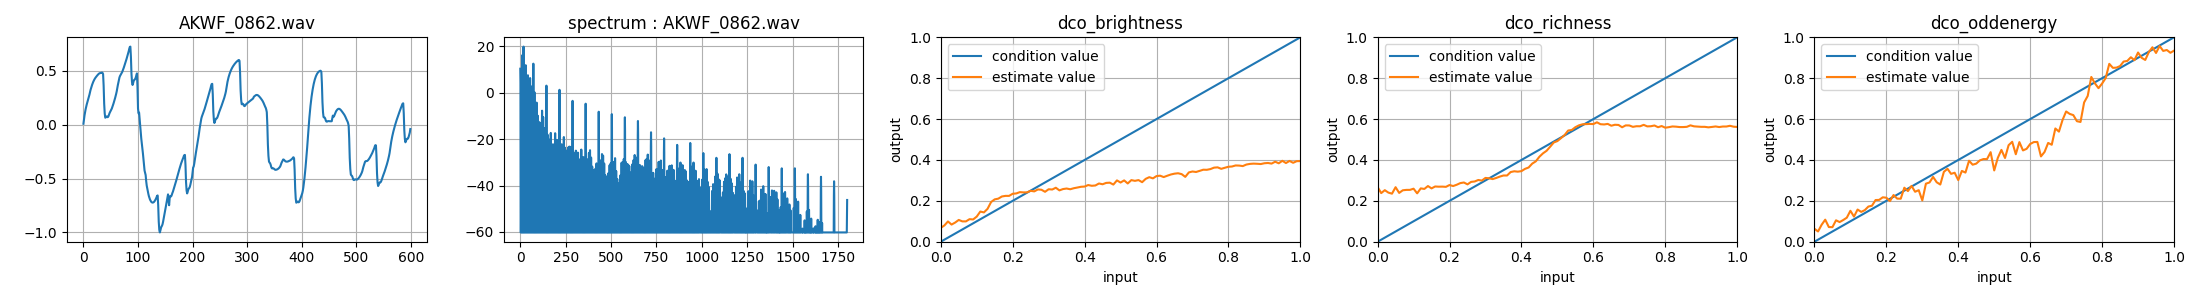 AKWF_0862.wav
0.5
0.0
−0.5
−1.0
0 100 200 300 400 500 600
spectrum : AKWF_0862.wav
20
0
−20
−40
−60
0 250 500 750 1000 1250 1500 1750
dco_brightness
condition value
estimate value
output
1.0
0.8
0.6
0.4
0.2
0.0
0.0 0.2 0.4 0.6 0.8 1.0
input
dco_richness
condition value
estimate value
output
1.0
0.8
0.6
0.4
0.2
0.0
0.0 0.2 0.4 0.6 0.8 1.0
input
dco_oddenergy
condition value
estimate value
output
1.0
0.8
0.6
0.4
0.2
0.0
0.0 0.2 0.4 0.6 0.8 1.0
input